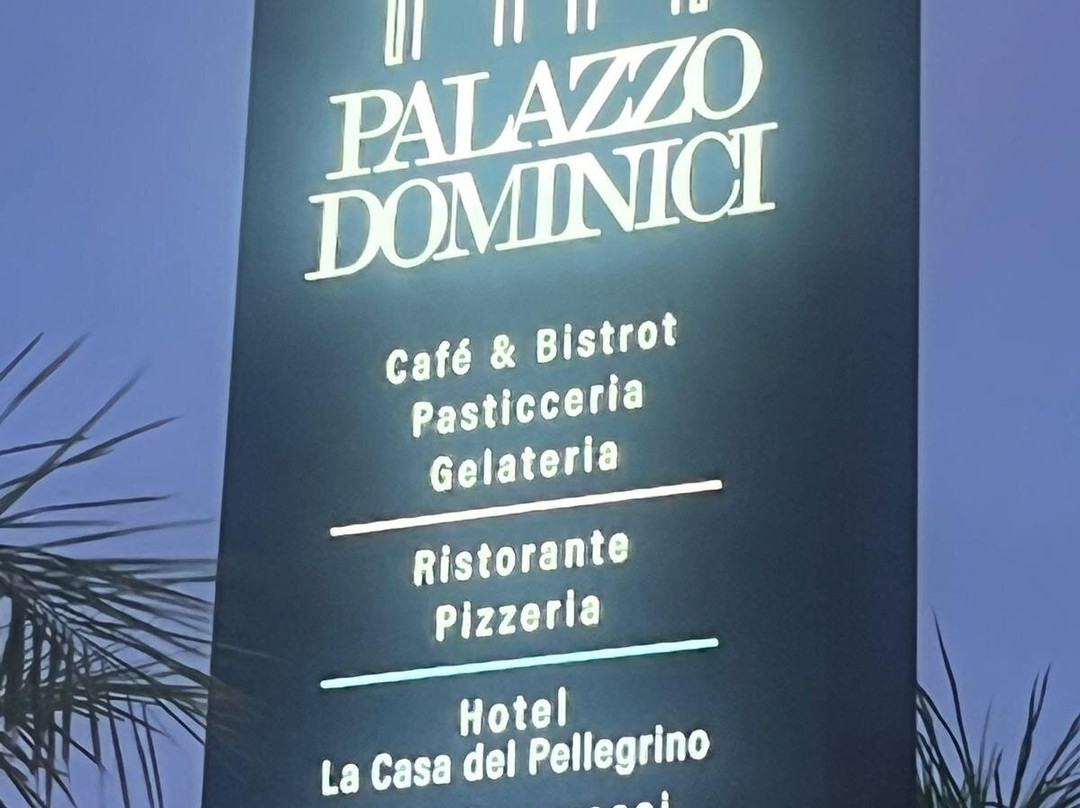 PALAZZO
DOMINICI
Café & Bistrot
Pasticceria
Gelateria
Ristorante
Pizzeria
Hotel
La Casa del Pellegrino